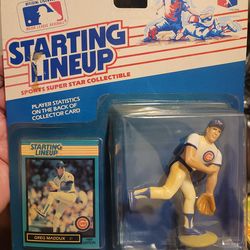 STARTING
LINEUP
SPORTS SUPER STAR COLLECTIBLE
PLAYER STATISTICS
ON THE BACK OF
COLLECTOR CARD
STARTING
LINEUP
GREG MADDUX